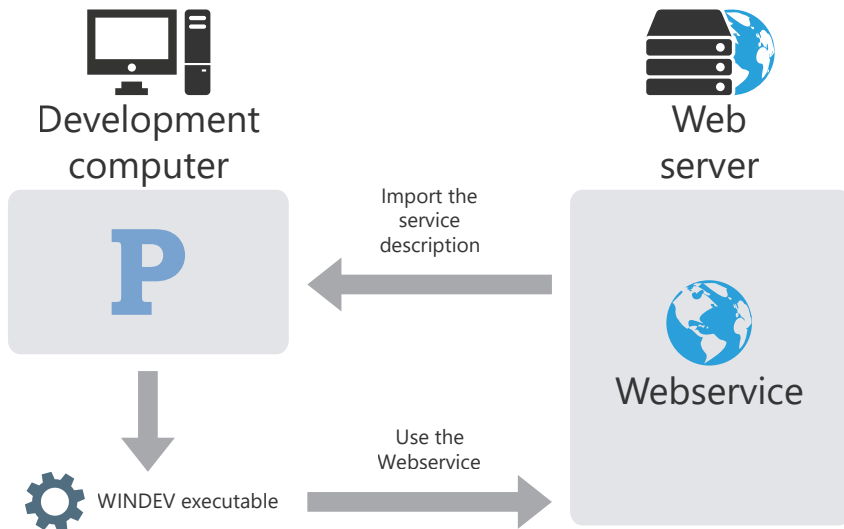 Development
computer
Web
server
Import the
service
description
P
Webservice
Use the
Webservice
WINDEV executable